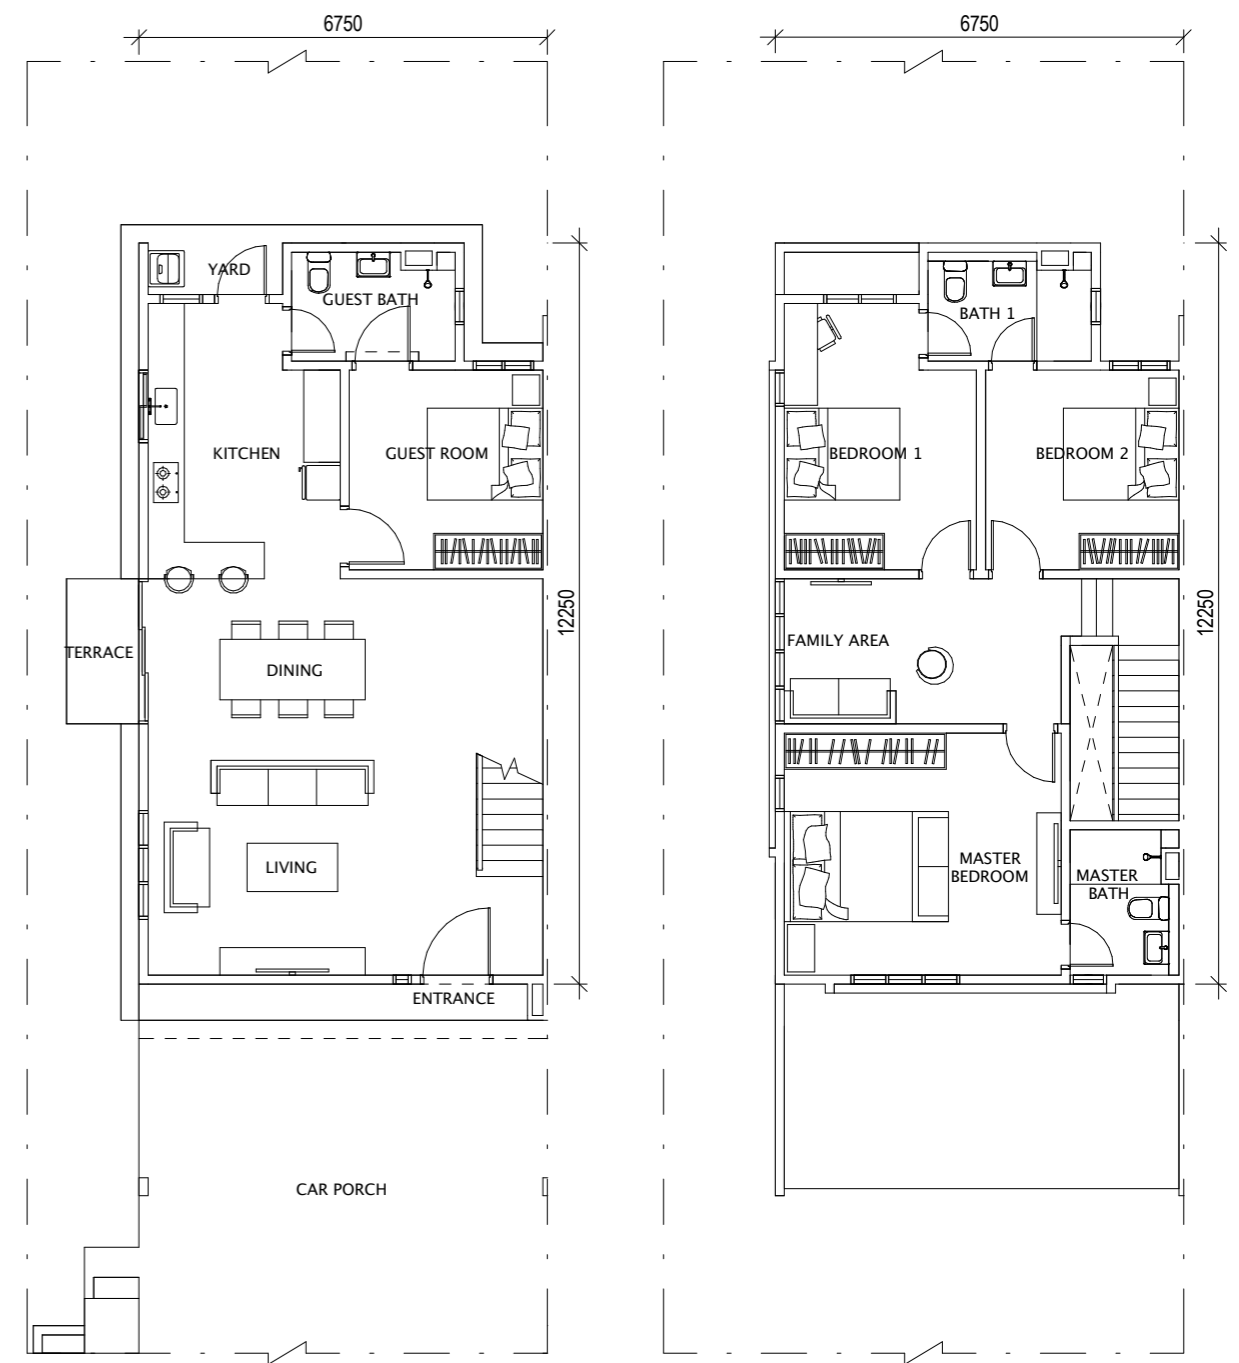 6750
YARD
GUEST BATH
KITCHEN
GUEST ROOM
TERRACE
DINING
12250
LIVING
ENTRANCE
CAR PORCH
6750
BATH 1
BEDROOM 1
BEDROOM 2
FAMILY AREA
12250
MASTER
BEDROOM
MASTER
BATH